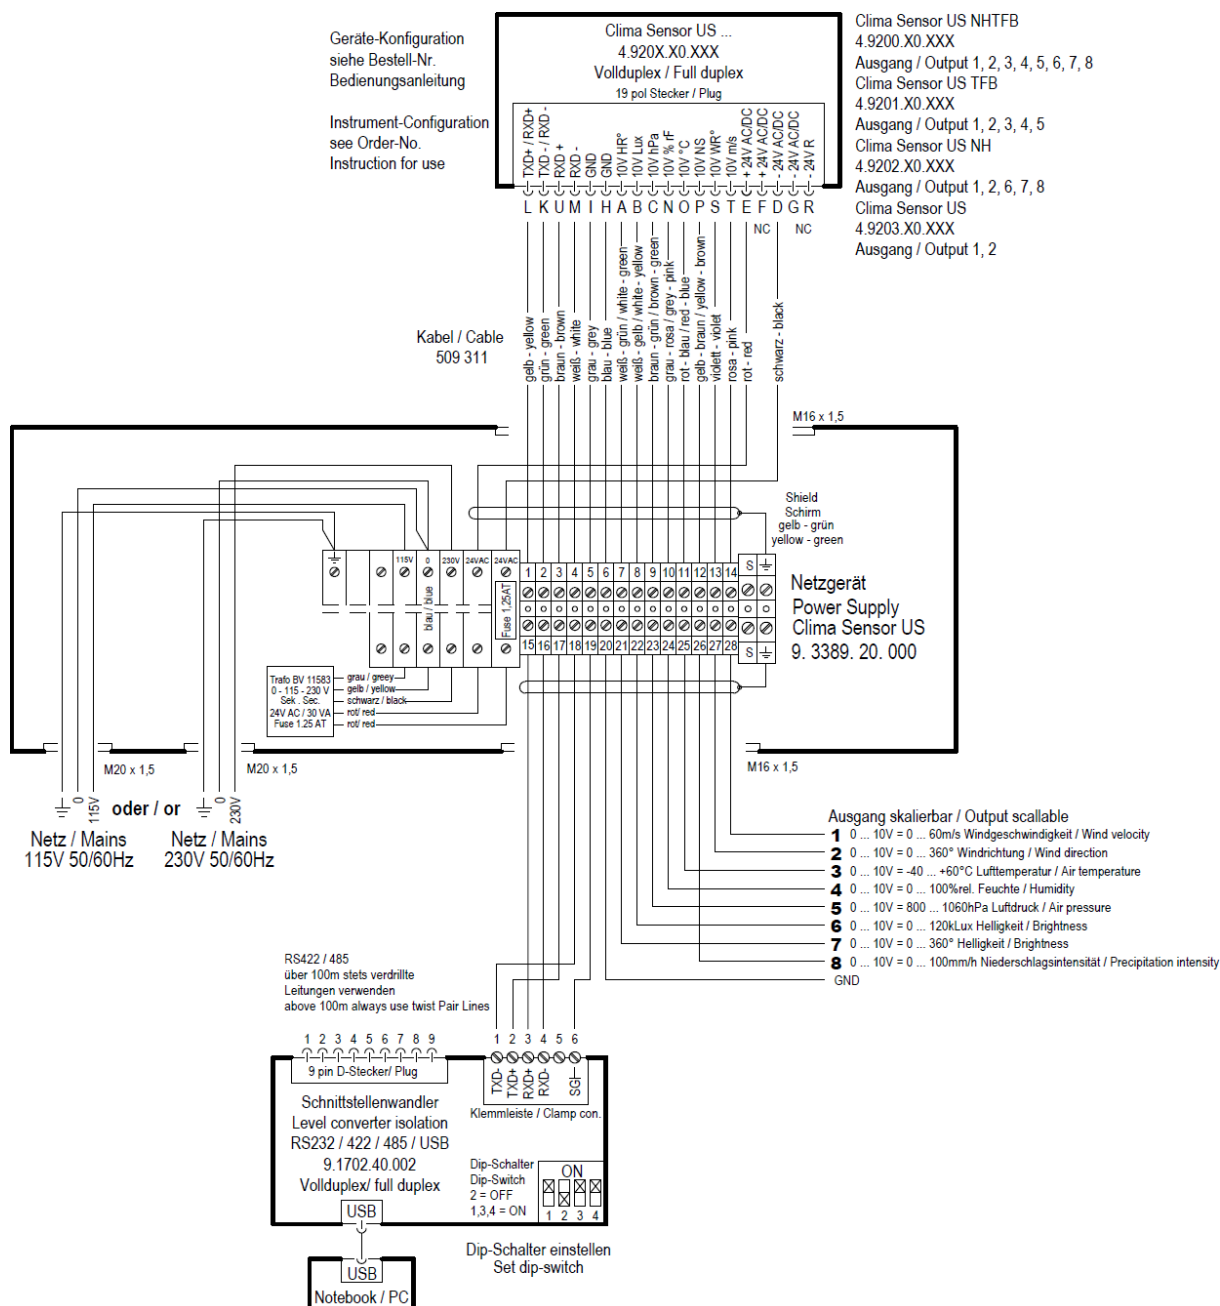 Geräte-Konfiguration
siehe Bestell-Nr.
Bedienungsanleitung
Instrument-Configuration
see Order-No.
Instruction for use
Clima Sensor US ...
4.920X.X0.XXX
Vollduplex / Full duplex
19 pol Stecker / Plug
TXD+ / RXD+
TXD - / RXD -
RXD +
RXD -
GND
GND
10V HR°
10V Lux
10V hPa
10V % rF
10V °C
10V NS
10V WR°
10V m/s
+ 24V AC/DC
+ 24V AC/DC
- 24V AC/DC
- 24V AC/DC
- 24V R
L K U M I H A B C N O P S T E F D G R
NC NC
Clima Sensor US NHTFB
4.9200.X0.XXX
Ausgang / Output 1, 2, 3, 4, 5, 6, 7, 8
Clima Sensor US TFB
4.9201.X0.XXX
Ausgang / Output 1, 2, 3, 4, 5
Clima Sensor US NH
4.9202.X0.XXX
Ausgang / Output 1, 2, 6, 7, 8
Clima Sensor US
4.9203.X0.XXX
Ausgang / Output 1, 2
Kabel / Cable
509 311
gelb - yellow
grün - green
braun - brown
weiß - white
grau - grey
blau - blue
weiß - grün / white - green
weiß - gelb / white - yellow
braun - grün / brown - green
grau - rosa / grey - pink
rot - blau / red - blue
gelb - braun / yellow - brown
violett - violet
rosa - pink
rot - red
schwarz - black
M16 x 1,5
Shield
Schirm
gelb - grün
yellow - green
115V 0 230V 24VAC 24VAC
blau / blue
Fuse 1,25AT
1 2 3 4 5 6 7 8 9 10 11 12 13 14
S
15 16 17 18 19 20 21 22 23 24 25 26 27 28
S
Netzgerät
Power Supply
Clima Sensor US
9. 3389. 20. 000
Trafo BV 11583
0 - 115 - 230 V
Sek . Sec.
24V AC / 30 VA
Fuse 1.25 AT
grau / greey
gelb / yellow
schwarz / black
rot/ red
rot/ red
M20 x 1,5
M20 x 1,5
M16 x 1,5
0
115V
oder / or
0
230V
Netz / Mains
115V 50/60Hz
Netz / Mains
230V 50/60Hz
Ausgang skalierbar / Output scallable
1 0 ... 10V = 0 ... 60m/s Windgeschwindigkeit / Wind velocity
2 0 ... 10V = 0 ... 360° Windrichtung / Wind direction
3 0 ... 10V = -40 ... +60°C Lufttemperatur / Air temperature
4 0 ... 10V = 0 ... 100%rel. Feuchte / Humidity
5 0 ... 10V = 800 ... 1060hPa Luftdruck / Air pressure
6 0 ... 10V = 0 ... 120kLux Helligkeit / Brightness
7 0 ... 10V = 0 ... 360° Helligkeit / Brightness
8 0 ... 10V = 0 ... 100mm/h Niederschlagsintensität / Precipitation intensity
GND
RS422 / 485
über 100m stets verdrillte
Leitungen verwenden
above 100m always use twist Pair Lines
1 2 3 4 5 6 7 8 9
9 pin D-Stecker/ Plug
1 2 3 4 5 6
TXD-
TXD+
RXD+
RXD-
SG
Klemmleiste / Clamp con.
Schnittstellenwandler
Level converter isolation
RS232 / 422 / 485 / USB
9.1702.40.002
Vollduplex/ full duplex
Dip-Schalter
Dip-Switch
2 = OFF
1,3,4 = ON
ON
1 2 3 4
USB
Dip-Schalter einstellen
Set dip-switch
USB
Notebook / PC